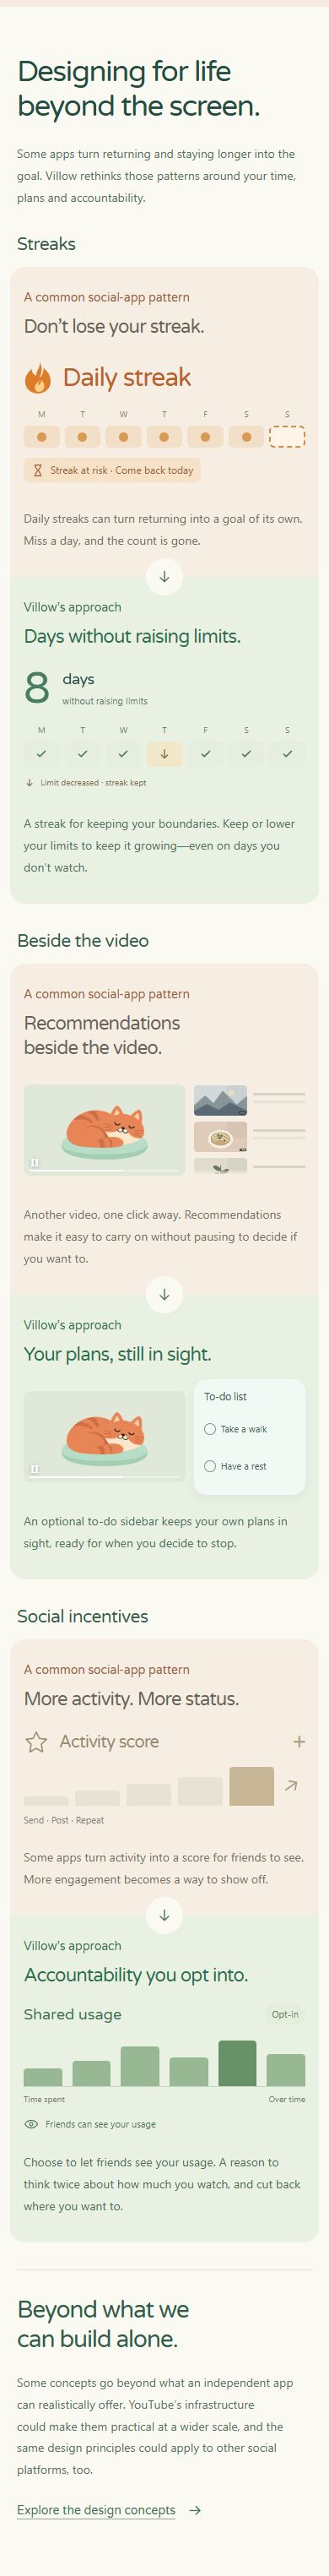 Designing for life
beyond the screen.
Some apps turn returning and staying longer into the
goal. Villow rethinks those patterns around your time,
plans and accountability.
Streaks
A common social-app pattern
Don't lose your streak.
Daily streak
M T W T F S S
Streak at risk · Come back today
Daily streaks can turn returning into a goal of its own.
Miss a day, and the count is gone.
Villow's approach
Days without raising limits.
8 days
without raising limits
M T W T F S S
Limit decreased · streak kept
A streak for keeping your boundaries. Keep or lower
your limits to keep it growing—even on days you
don't watch.
Beside the video
A common social-app pattern
Recommendations
beside the video.
Another video, one click away. Recommendations
make it easy to carry on without pausing to decide if
you want to.
Villow's approach
Your plans, still in sight.
To-do list
Take a walk
Have a rest
An optional to-do sidebar keeps your own plans in
sight, ready for when you decide to stop.
Social incentives
A common social-app pattern
More activity. More status.
Activity score +
Send · Post · Repeat
Some apps turn activity into a score for friends to see.
More engagement becomes a way to show off.
Villow's approach
Accountability you opt into.
Shared usage Opt-in
Time spent Over time
Friends can see your usage
Choose to let friends see your usage. A reason to
think twice about how much you watch, and cut back
where you want to.
Beyond what we
can build alone.
Some concepts go beyond what an independent app
can realistically offer. YouTube's infrastructure
could make them practical at a wider scale, and the
same design principles could apply to other social
platforms, too.
Explore the design concepts →